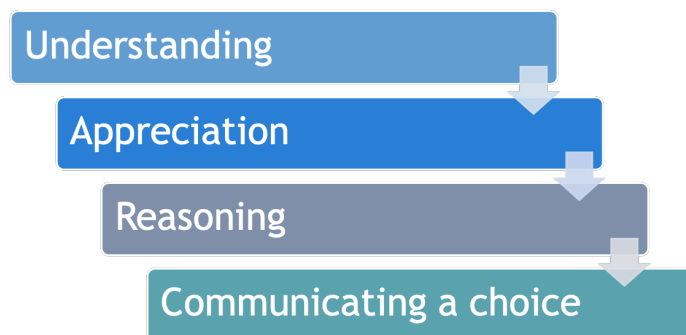 Understanding
Appreciation
Reasoning
Communicating a choice